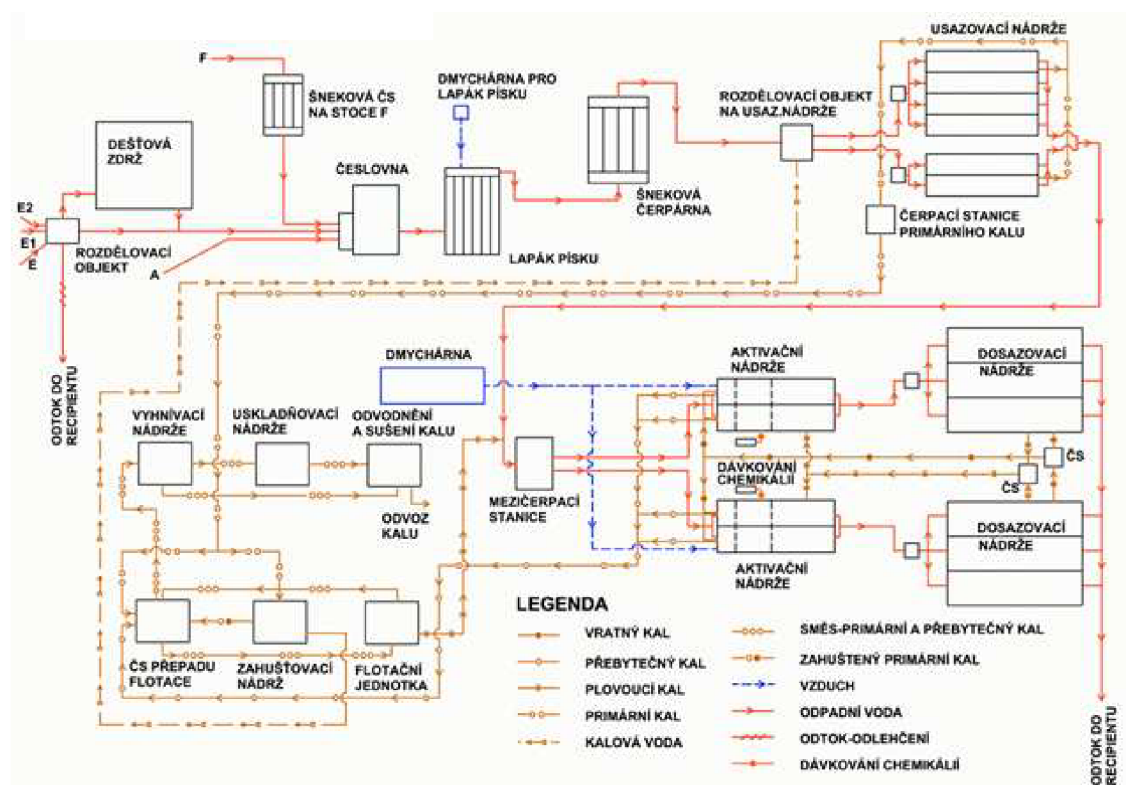 USAZOVACÍ NÁDRŽE
F
DMYCHÁRNA PRO
LAPÁK PÍSKU
ŠNEKOVÁ ČS
NA STOCE F
ROZDĚLOVACÍ OBJEKT
NA USAZ.NÁDRŽE
DEŠŤOVÁ
ZDRŽ
ČESLOVNA
ŠNEKOVÁ
ČERPÁRNA
E2
E1
E
ROZDĚLOVACÍ
OBJEKT
A
LAPÁK PÍSKU
ČERPACÍ STANICE
PRIMÁRNÍHO KALU
ODTOK DO
RECIPIENTU
DMYCHÁRNA
AKTIVAČNÍ
NÁDRŽE
DOSAZOVACÍ
NÁDRŽE
VYHNÍVACÍ
NÁDRŽE
USKLADŇOVACÍ
NÁDRŽE
ODVODNĚNÍ
A SUŠENÍ KALU
ČS
ČS
DÁVKOVÁNÍ
CHEMIKÁLIÍ
MEZIČERPACÍ
STANICE
ODVOZ
KALU
DOSAZOVACÍ
NÁDRŽE
AKTIVAČNÍ
NÁDRŽE
ČS PŘEPADU
FLOTACE
ZAHUŠŤOVACÍ
NÁDRŽ
FLOTAČNÍ
JEDNOTKA
LEGENDA
VRATNÝ KAL
PŘEBYTEČNÝ KAL
PLOVOUCÍ KAL
PRIMÁRNÍ KAL
KALOVÁ VODA
SMĚS-PRIMÁRNÍ A PŘEBYTEČNÝ KAL
ZAHUŠTENÝ PRIMÁRNÍ KAL
VZDUCH
ODPADNÍ VODA
ODTOK-ODLEHČENÍ
DÁVKOVÁNÍ CHEMIKÁLIÍ
ODTOK DO
RECIPIENTU